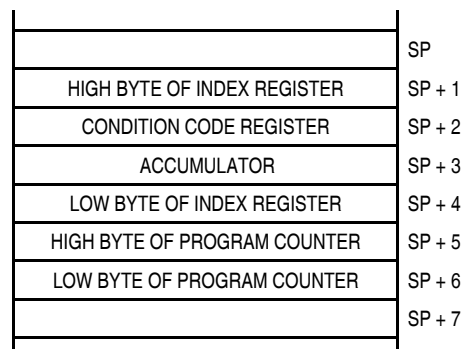 SP
HIGH BYTE OF INDEX REGISTER SP + 1
CONDITION CODE REGISTER SP + 2
ACCUMULATOR SP + 3
LOW BYTE OF INDEX REGISTER SP + 4
HIGH BYTE OF PROGRAM COUNTER SP + 5
LOW BYTE OF PROGRAM COUNTER SP + 6
SP + 7